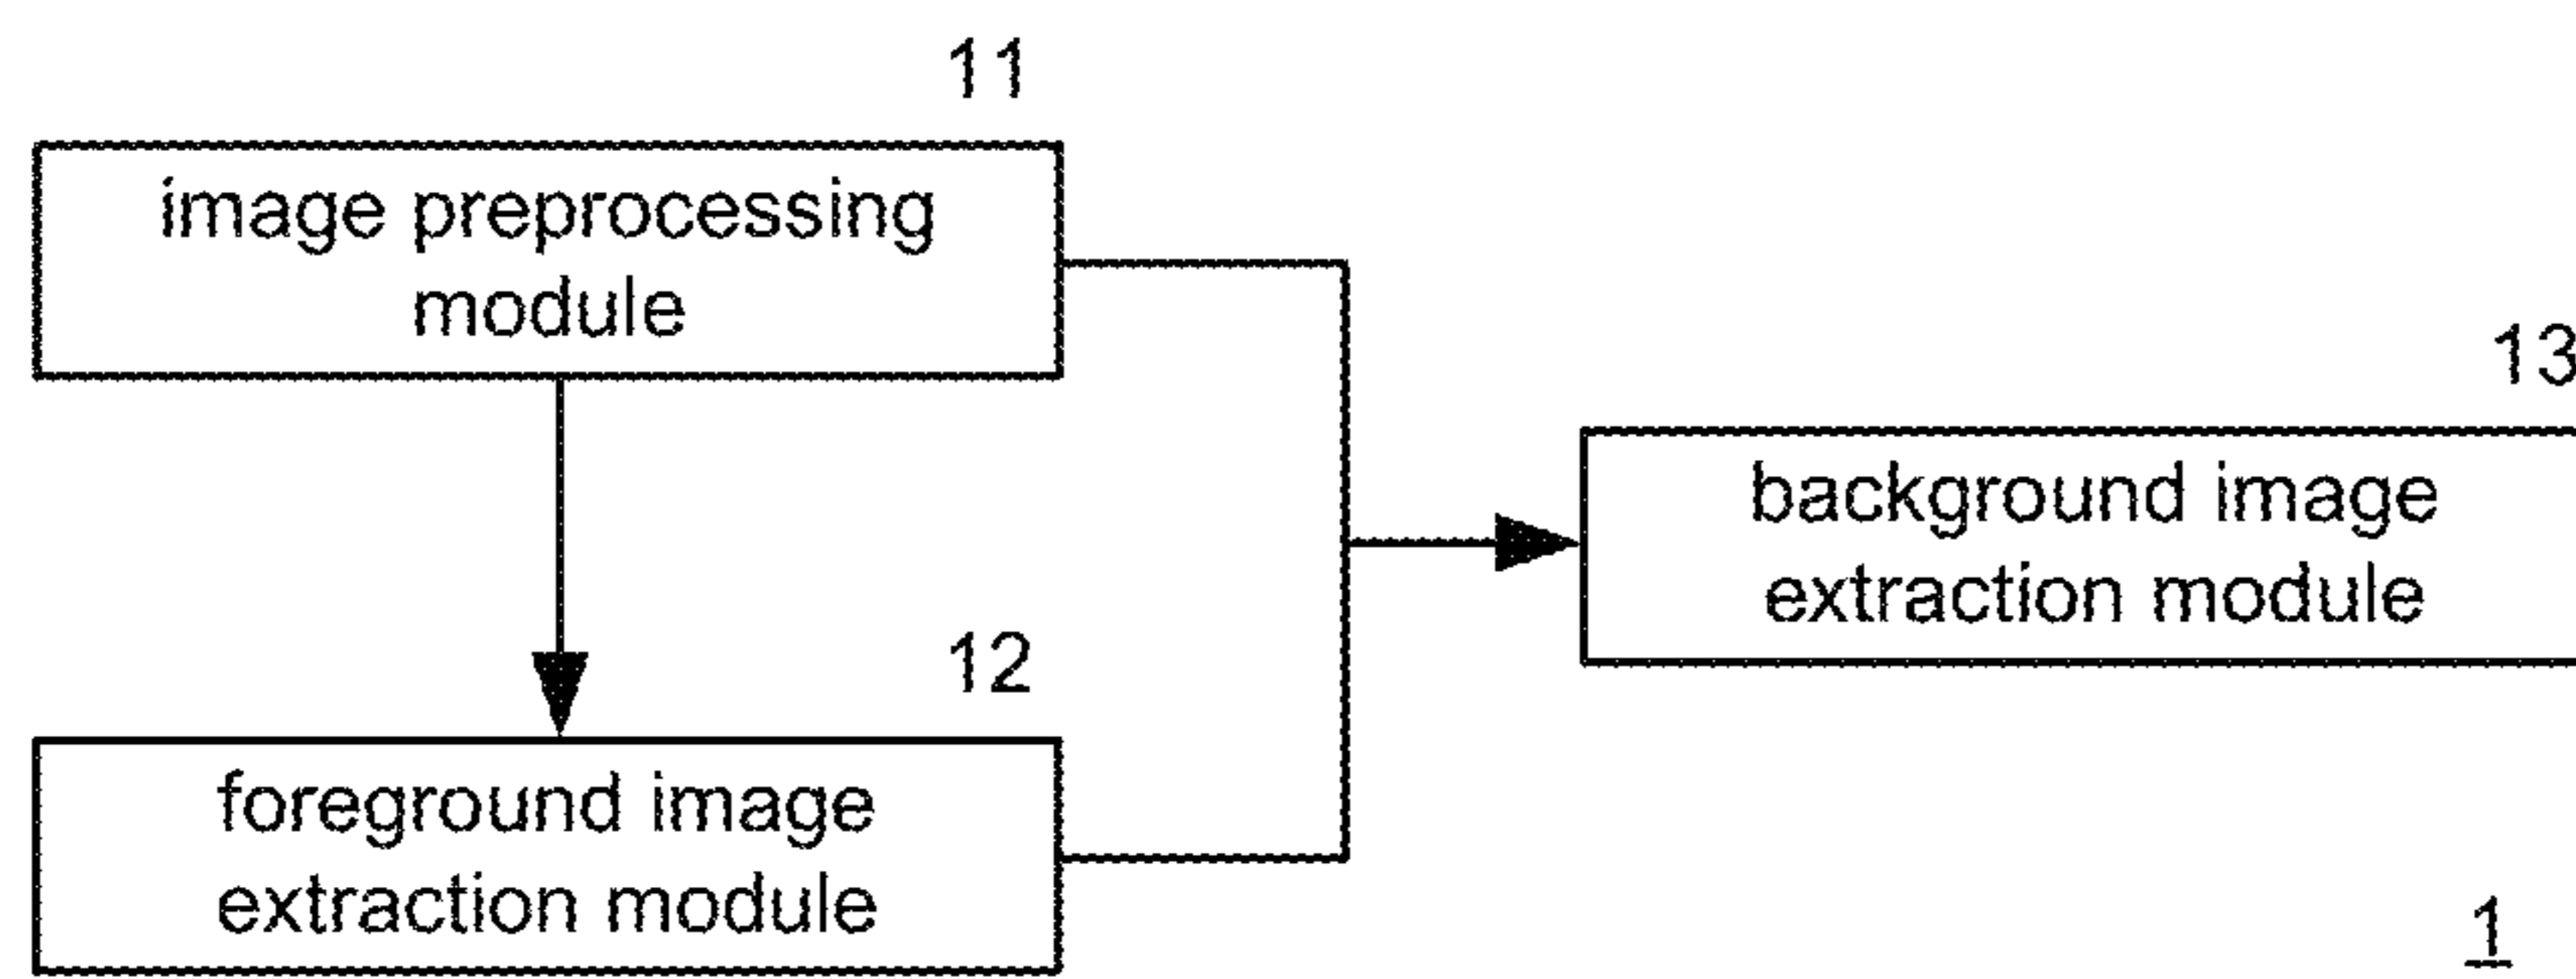 11
image preprocessing
module
13
background image
extraction module
12
foreground image
extraction module
1